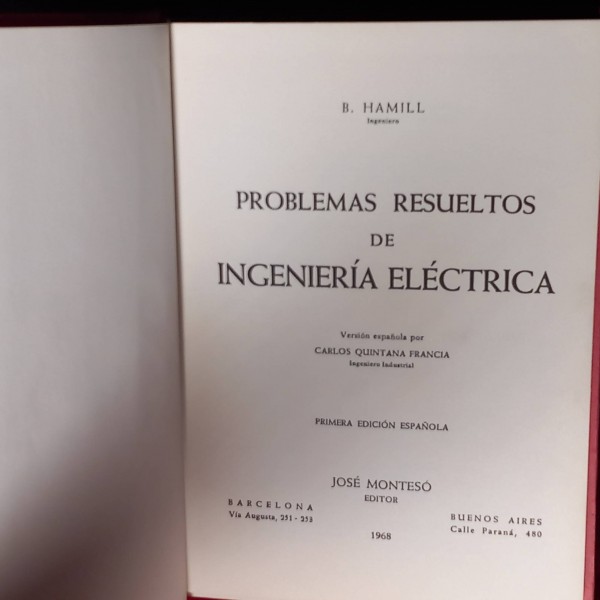 B. HAMILL
Ingeniero
PROBLEMAS RESUELTOS
DE
INGENIERÍA ELÉCTRICA
Versión española por
CARLOS QUINTANA FRANCIA
Ingeniero Industrial
PRIMERA EDICIÓN ESPAÑOLA
JOSÉ MONTESÓ
EDITOR
BARCELONA
Vía Augusta, 251 - 253
BUENOS AIRES
Calle Paraná, 480
1968